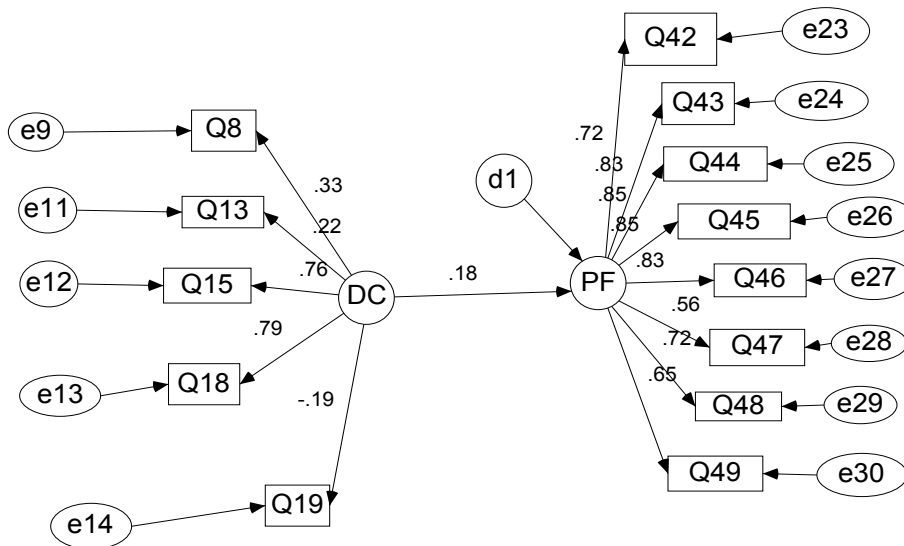 e9
Q8
.33
e11
Q13
.22
e12
Q15
.76
e13
Q18
.79
e14
Q19
-.19
DC
.18
d1
PF
.72
Q42
e23
.83
Q43
e24
.85
Q44
e25
.85
Q45
e26
.83
Q46
e27
.56
Q47
e28
.72
Q48
e29
.65
Q49
e30